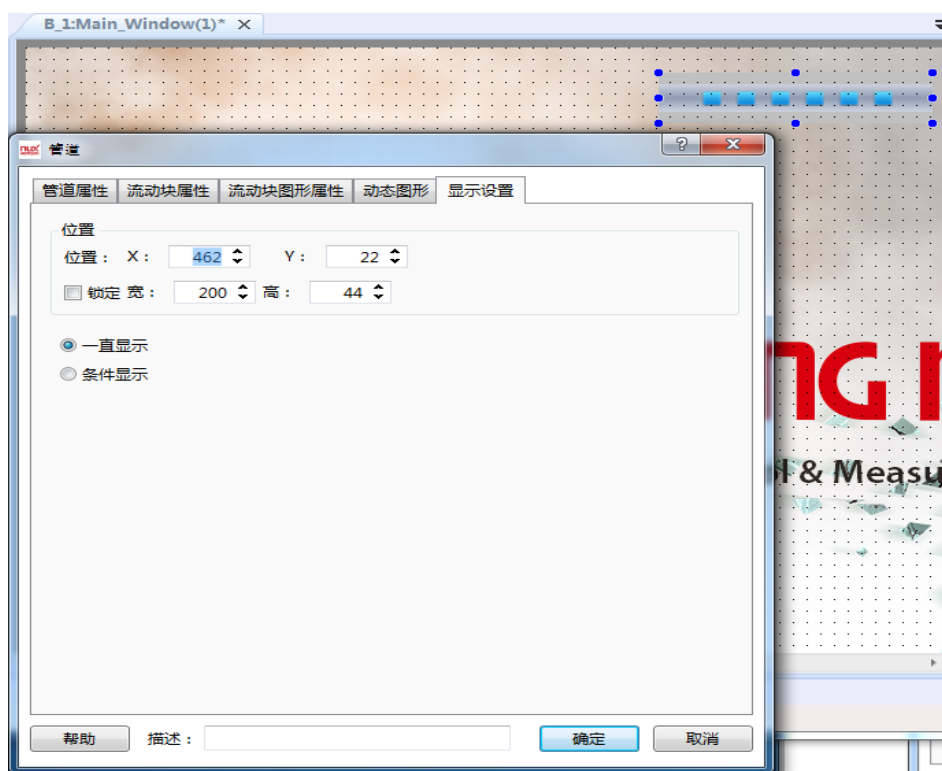 B_1:Main_Window(1)*
管道
管道属性 流动块属性 流动块图形属性 动态图形 显示设置
位置
位置： X： 462 Y： 22
锁定 宽： 200 高： 44
一直显示
条件显示
NG
& Measu
帮助 描述： 确定 取消